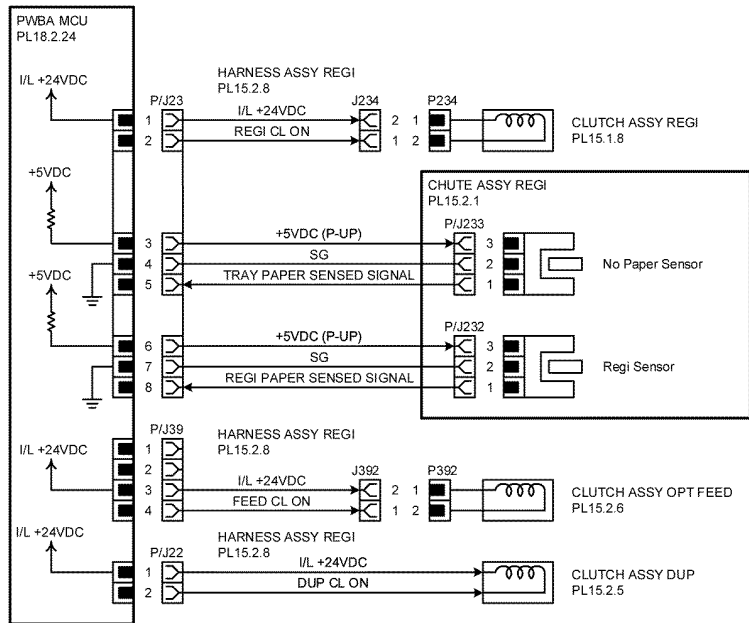 PWBA MCU
PL18.2.24
I/L +24VDC
HARNESS ASSY REGI
PL15.2.8
P/J23
I/L +24VDC
J234
P234
1
2 1
2
REGI CL ON
1 2
CLUTCH ASSY REGI
PL15.1.8
+5VDC
CHUTE ASSY REGI
PL15.2.1
P/J233
3
+5VDC (P-UP)
3
4
SG
2
5
TRAY PAPER SENSED SIGNAL
1
No Paper Sensor
+5VDC
P/J232
6
+5VDC (P-UP)
3
7
SG
2
8
REGI PAPER SENSED SIGNAL
1
Regi Sensor
P/J39
HARNESS ASSY REGI
PL15.2.8
1
I/L +24VDC
2
J392
P392
3
I/L +24VDC
2 1
4
FEED CL ON
1 2
CLUTCH ASSY OPT FEED
PL15.2.6
I/L +24VDC
HARNESS ASSY REGI
PL15.2.8
P/J22
1
I/L +24VDC
2
DUP CL ON
CLUTCH ASSY DUP
PL15.2.5